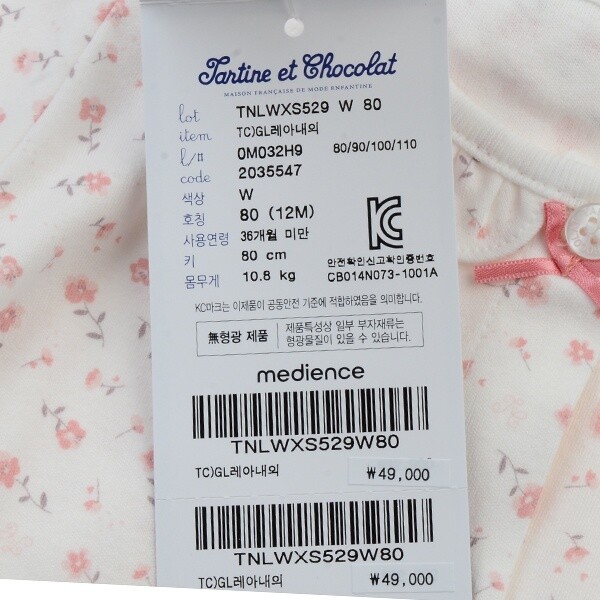 Tartine et Chocolat
MAISON FRANÇAISE DE MODE ENFANTINE
lot TNLWXS529 W 80
item TC)GL레아내의
l/# 0M032H9 80/90/100/110
code 2035547
색상 W
호칭 80 (12M)
사용연령 36개월 미만
키 80 cm
몸무게 10.8 kg
안전확인신고확인증번호
CB014N073-1001A
KC마크는 이제품이 공동안전 기준에 적합하였음을 의미합니다.
無형광 제품
제품특성상 일부 부자재류는
형광물질이 있을 수 있습니다.
medience
TNLWXS529W80
TC)GL레아내의 ₩49,000
TNLWXS529W80
TC)GL레아내의 ₩49,000